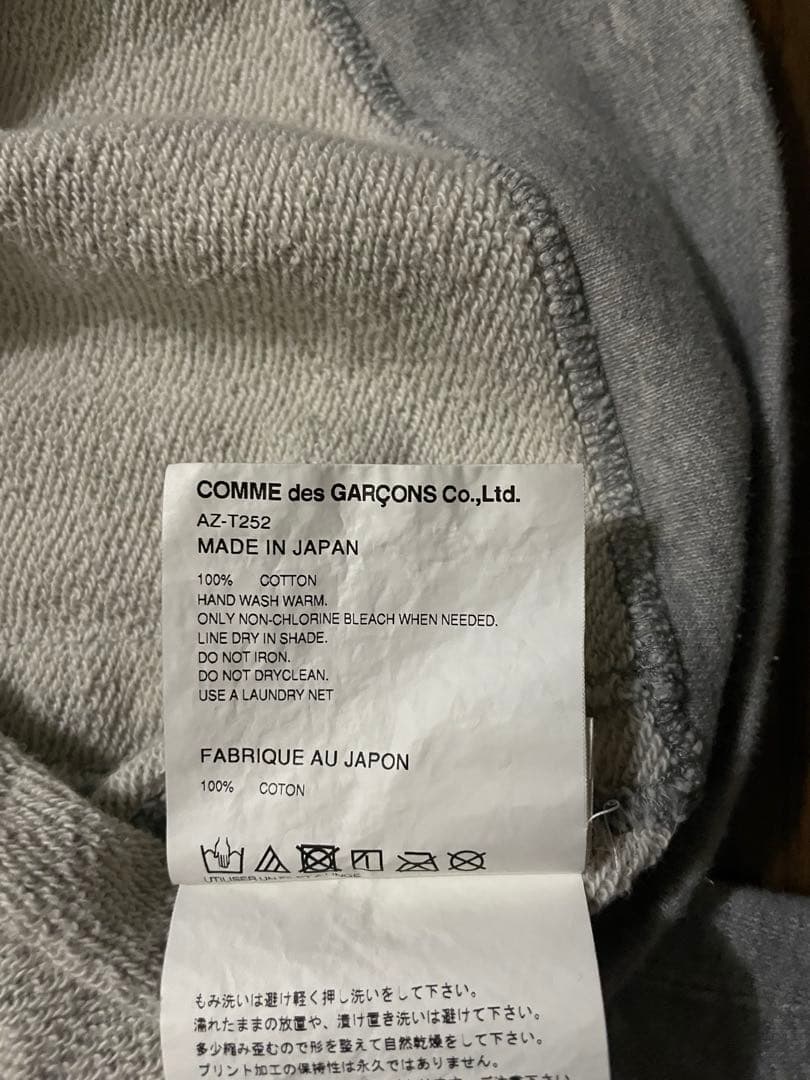 COMME des GARÇONS Co.,Ltd.
AZ-T252
MADE IN JAPAN
100% COTTON
HAND WASH WARM.
ONLY NON-CHLORINE BLEACH WHEN NEEDED.
LINE DRY IN SHADE.
DO NOT IRON.
DO NOT DRYCLEAN.
USE A LAUNDRY NET
FABRIQUE AU JAPON
100% COTON
UTILISER UN
もみ洗いは避け軽く押し洗いをして下さい。
濡れたままの放置や、漬け置き洗いは避けて下さい。
多少縮み歪むので形を整えて自然乾燥をして下さい。
プリント加工の保持性は永久ではありません。